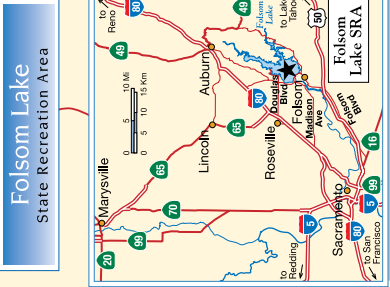 Folsom Lake
State Recreation Area
to
Reno
80
49
49
Folsom
Lake
to Lake
Tahoe
50
Folsom
Lake SRA
Auburn
10 Mi
15 Km
5
10
5
0
0
80
Douglas
Blvd
Folsom
Madison
Ave
Folsom
Blvd
Lincoln
65
Roseville
16
65
Marysville
70
99
20
99
Sacramento
5
5
80
to
Redding
to San
Francisco